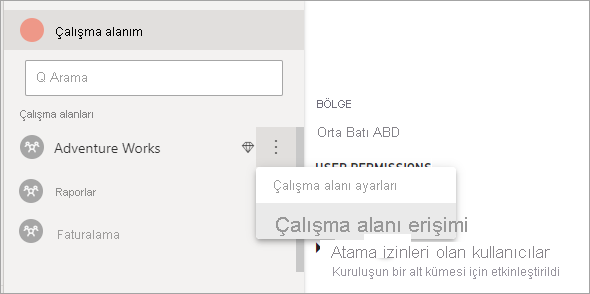 Çalışma alanım
Q Arama
Çalışma alanları
Adventure Works
Raporlar
Faturalama
BÖLGE
Orta Batı ABD
USER PERMISSIONS
Çalışma alanı ayarları
Çalışma alanı erişimi
Atama izinleri olan kullanıcılar
Kuruluşun bir alt kümesi için etkinleştirildi